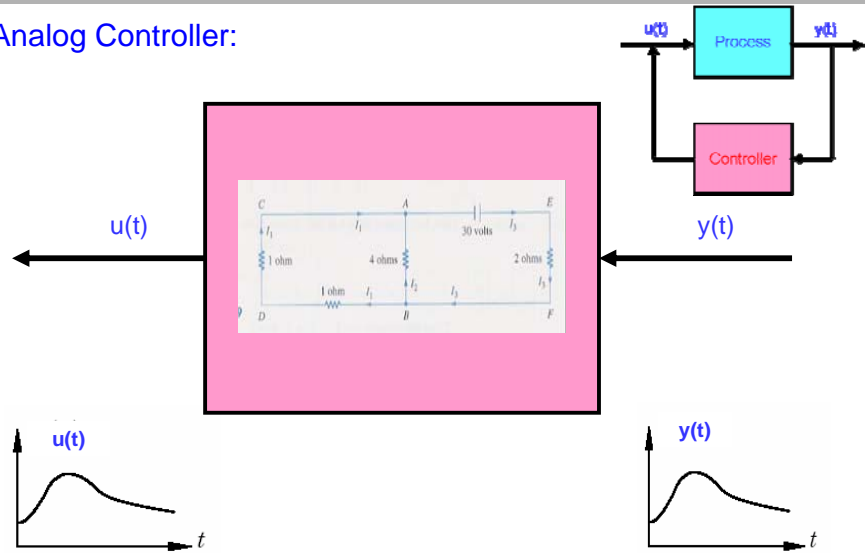 Analog Controller:
u(t)
Process
y(t)
Controller
u(t)
y(t)
C
A
E
I₁
I₁
30 volts
I₃
1 ohm
4 ohms
2 ohms
1 ohm
I₁
I₂
I₃
I₃
D
B
F
u(t)
t
y(t)
t